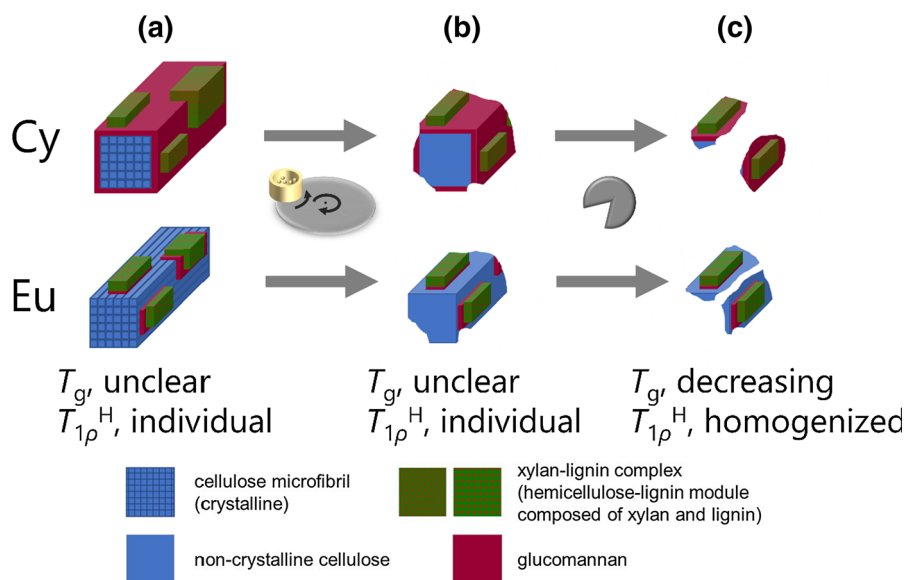 (a)
(b)
(c)
Cy
Eu
Tg, unclear
T1ρH, individual
Tg, unclear
T1ρH, individual
Tg, decreasing
T1ρH, homogenized
cellulose microfibril
(crystalline)
xylan-lignin complex
(hemicellulose-lignin module
composed of xylan and lignin)
non-crystalline cellulose
glucomannan